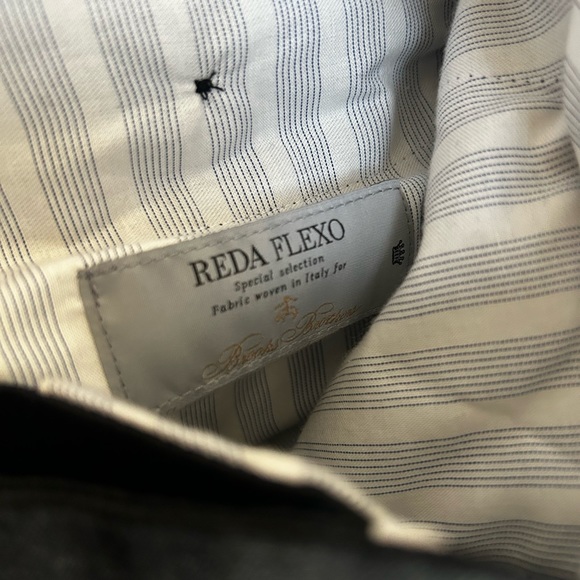 REDA FLEXO
Special selection
Fabric woven in Italy for
Brooks Brothers